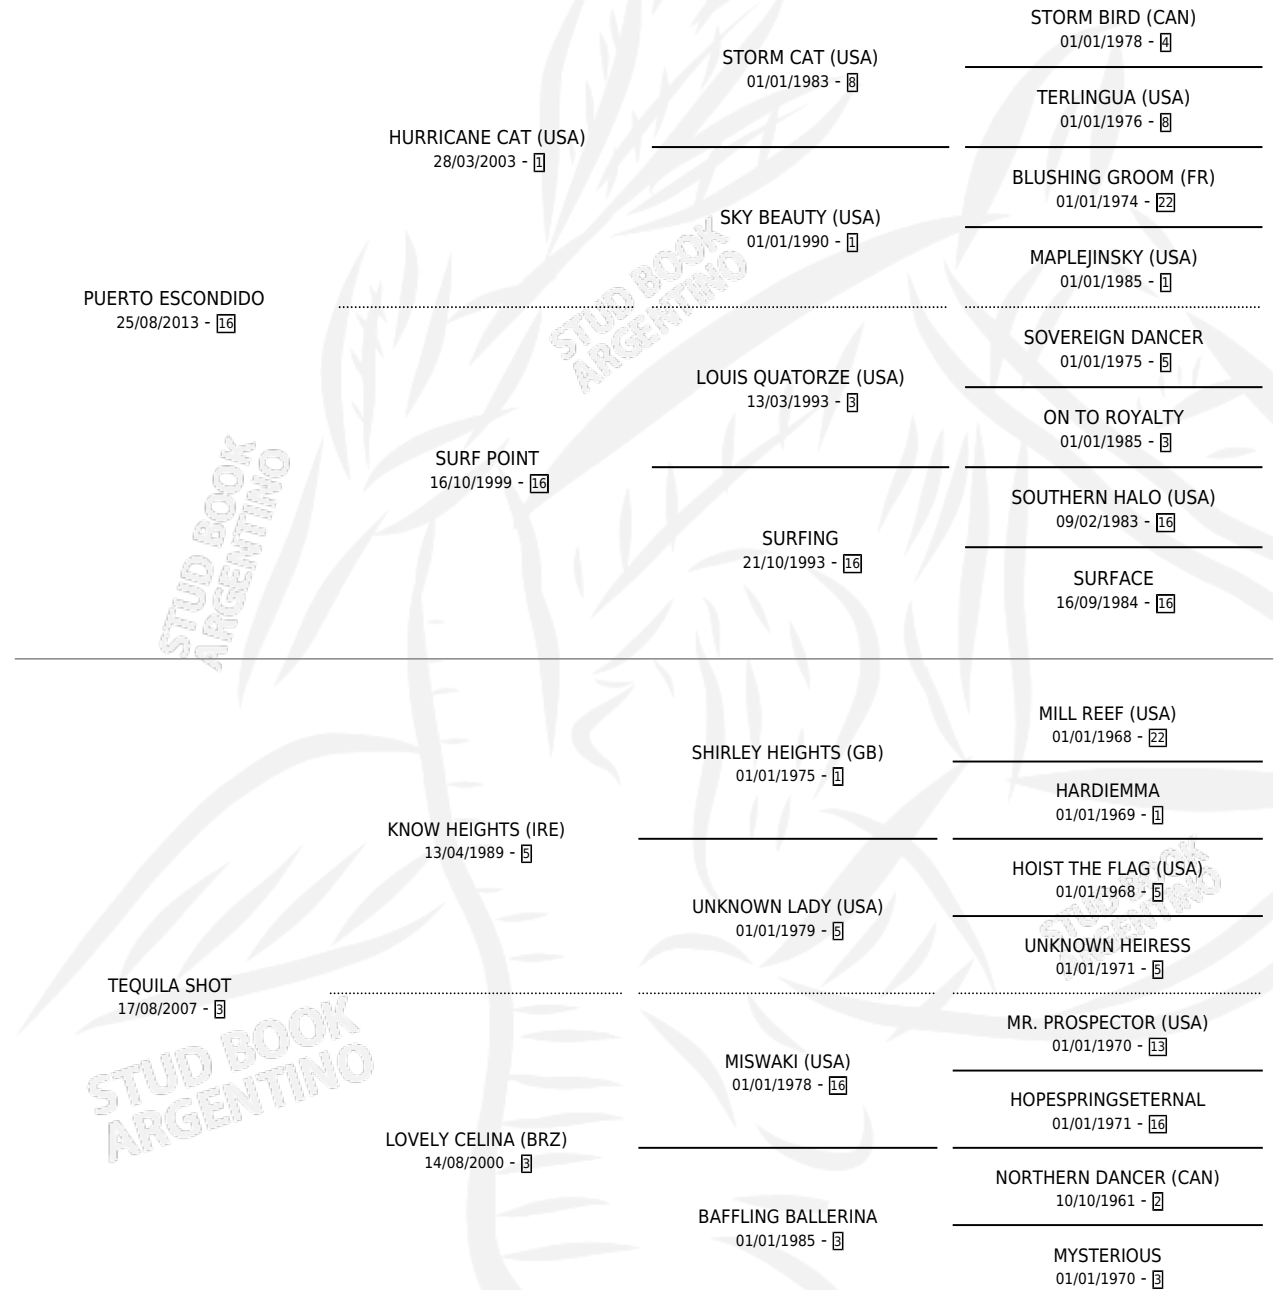 STORM BIRD (CAN)
01/01/1978 - 4
STORM CAT (USA)
01/01/1983 - 8
TERLINGUA (USA)
01/01/1976 - 8
HURRICANE CAT (USA)
28/03/2003 - 1
BLUSHING GROOM (FR)
01/01/1974 - 22
SKY BEAUTY (USA)
01/01/1990 - 1
MAPLEJINSKY (USA)
01/01/1985 - 1
PUERTO ESCONDIDO
25/08/2013 - 16
STUD BOOK
ARGENTINO
SOVEREIGN DANCER
01/01/1975 - 5
LOUIS QUATORZE (USA)
13/03/1993 - 3
ON TO ROYALTY
01/01/1985 - 3
SURF POINT
16/10/1999 - 16
SOUTHERN HALO (USA)
09/02/1983 - 16
SURFING
21/10/1993 - 16
SURFACE
16/09/1984 - 16
STUD BOOK
ARGENTINO
MILL REEF (USA)
01/01/1968 - 22
SHIRLEY HEIGHTS (GB)
01/01/1975 - 1
HARDIEMMA
01/01/1969 - 1
KNOW HEIGHTS (IRE)
13/04/1989 - 5
HOIST THE FLAG (USA)
01/01/1968 - 5
UNKNOWN LADY (USA)
01/01/1979 - 5
UNKNOWN HEIRESS
01/01/1971 - 5
STUD BOOK
ARGENTINO
TEQUILA SHOT
17/08/2007 - 3
MR. PROSPECTOR (USA)
01/01/1970 - 13
MISWAKI (USA)
01/01/1978 - 16
HOPESPRINGSETERNAL
01/01/1971 - 16
STUD BOOK
ARGENTINO
LOVELY CELINA (BRZ)
14/08/2000 - 3
NORTHERN DANCER (CAN)
10/10/1961 - 2
BAFFLING BALLERINA
01/01/1985 - 3
MYSTERIOUS
01/01/1970 - 3